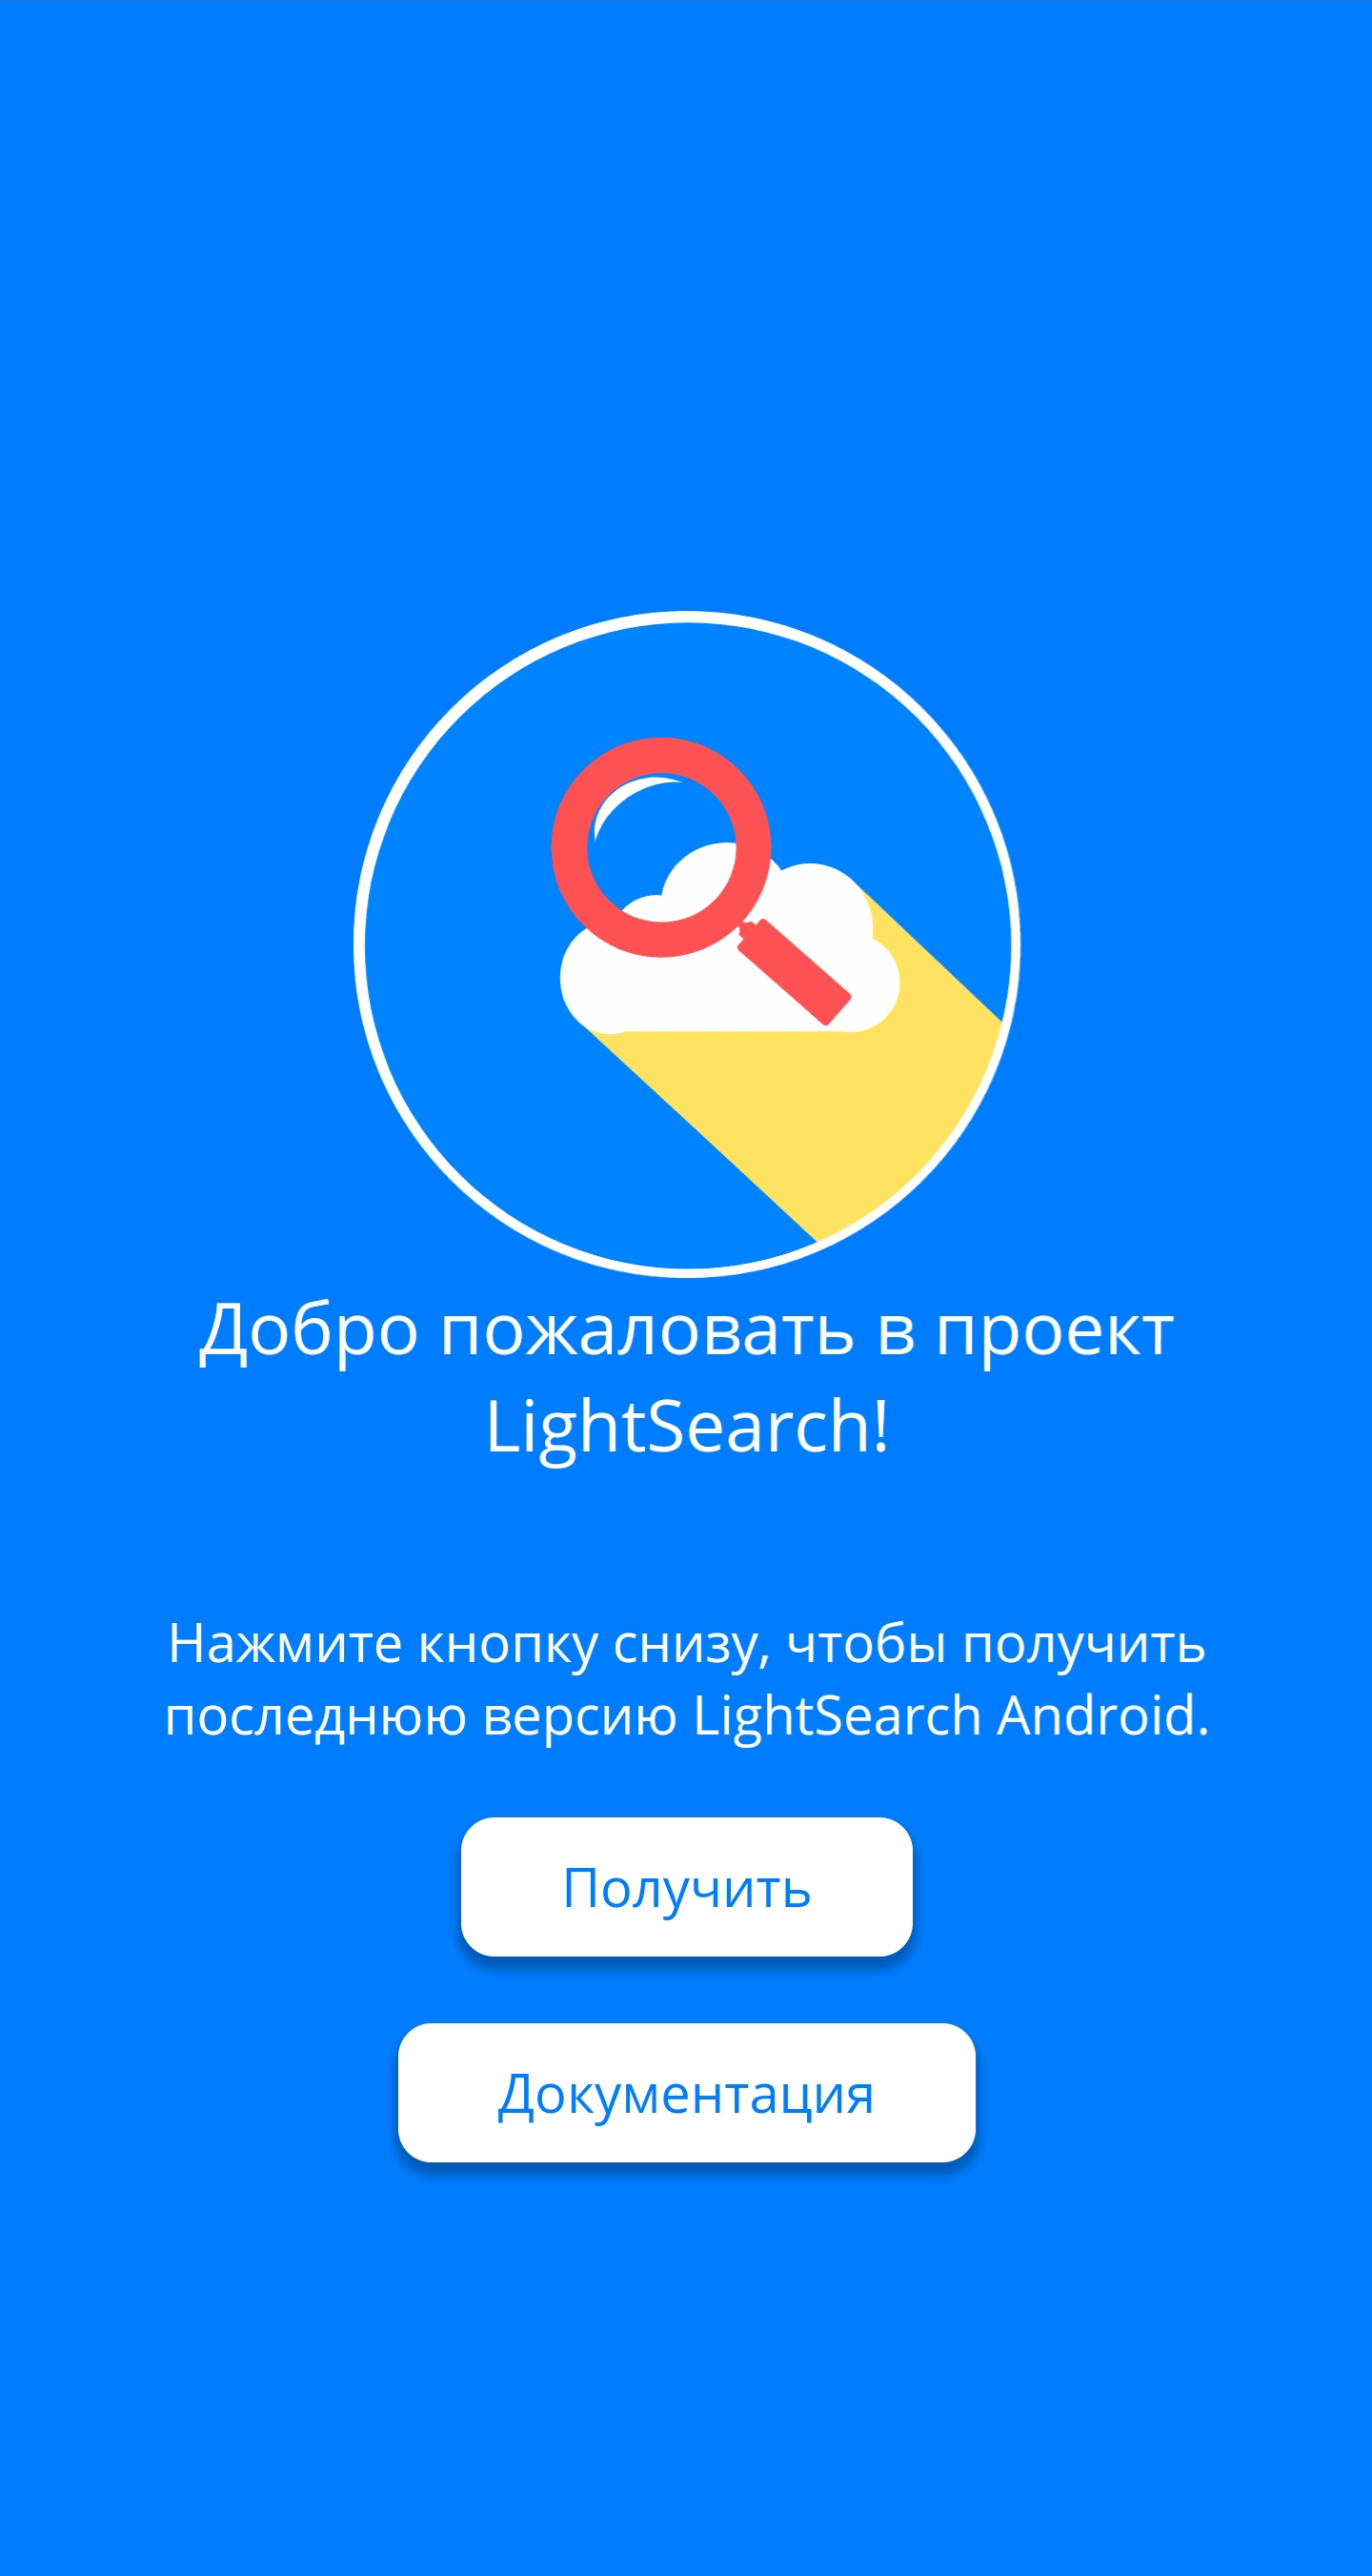 Добро пожаловать в проект
LightSearch!
Нажмите кнопку снизу, чтобы получить
последнюю версию LightSearch Android.
Получить
Документация